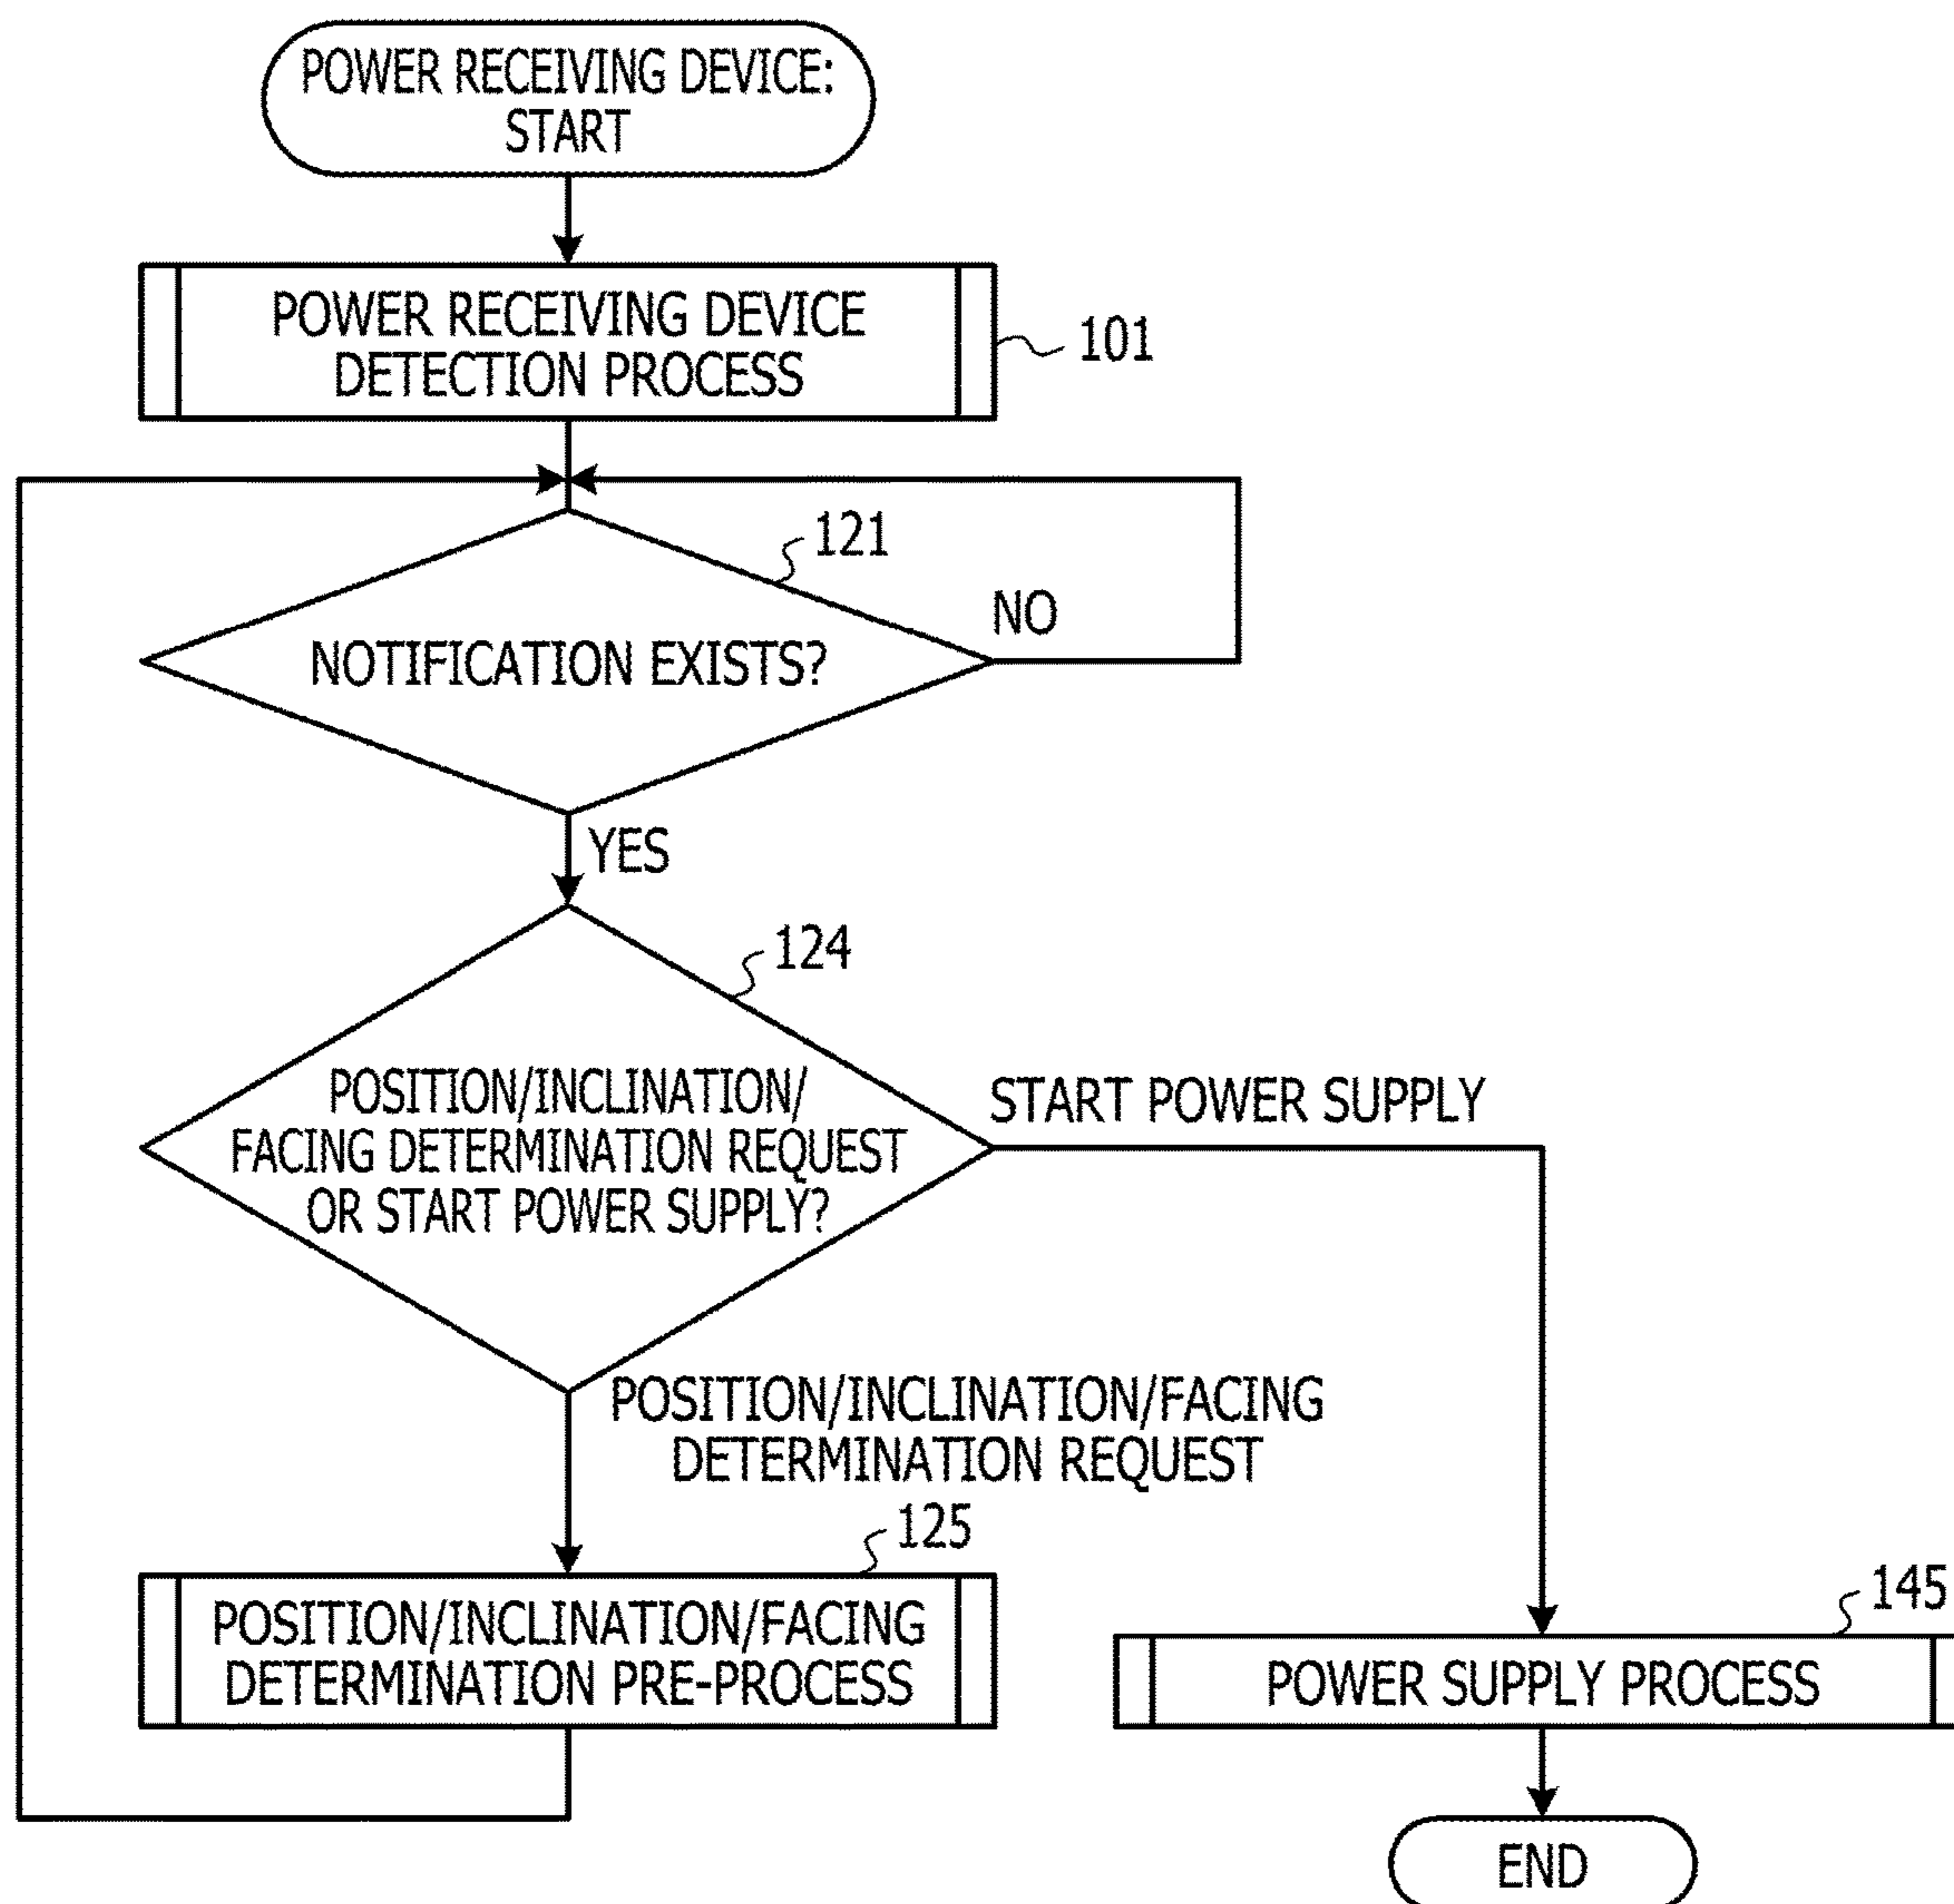 POWER RECEIVING DEVICE:
START
POWER RECEIVING DEVICE
DETECTION PROCESS
101
121
NOTIFICATION EXISTS?
NO
YES
124
POSITION/INCLINATION/
FACING DETERMINATION REQUEST
OR START POWER SUPPLY?
START POWER SUPPLY
POSITION/INCLINATION/FACING
DETERMINATION REQUEST
125
POSITION/INCLINATION/FACING
DETERMINATION PRE-PROCESS
145
POWER SUPPLY PROCESS
END